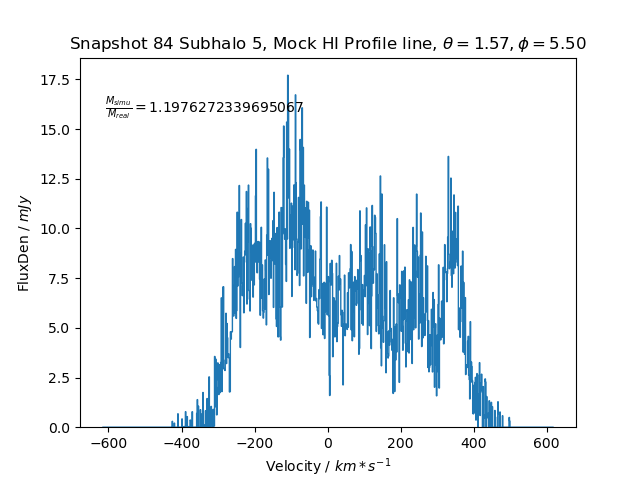 Snapshot 84 Subhalo 5, Mock HI Profile line, θ = 1.57, ϕ = 5.50
M_simu/M_real = 1.1976272339695067
FluxDen / mJy
17.5
15.0
12.5
10.0
7.5
5.0
2.5
0.0
−600 −400 −200 0 200 400 600
Velocity / km * s⁻¹